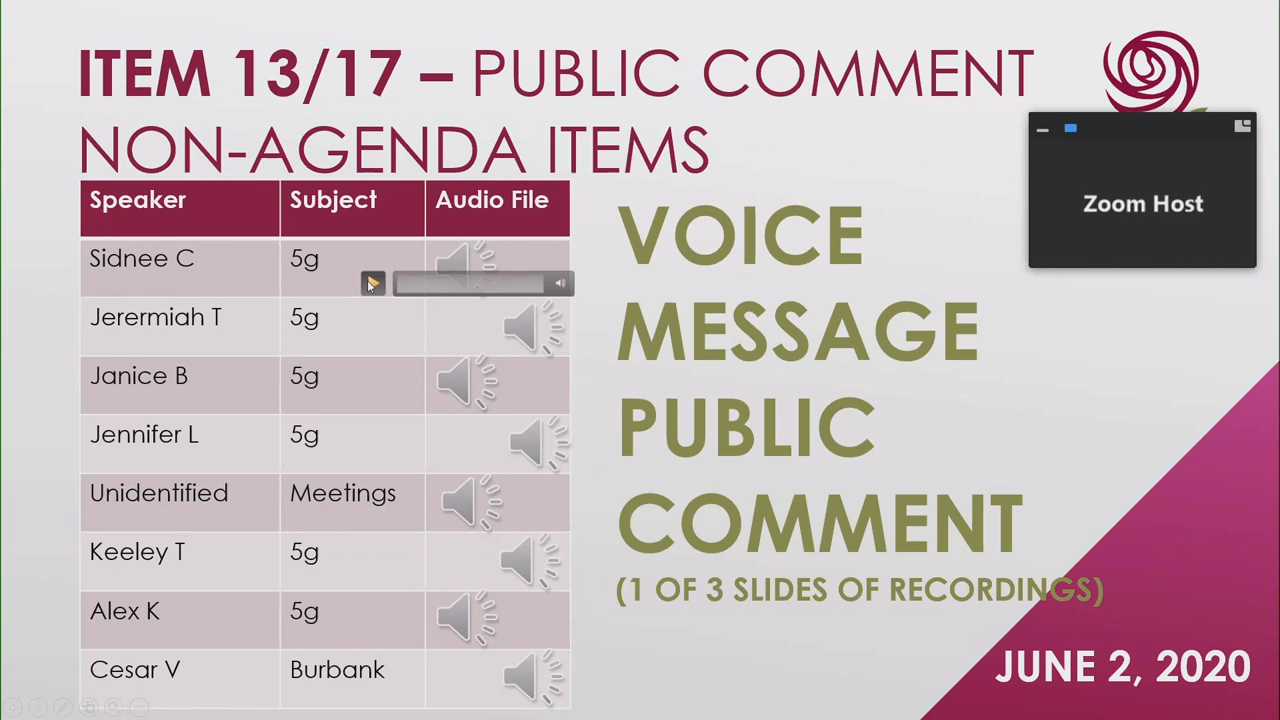 ITEM 13/17 – PUBLIC COMMENT
NON-AGENDA ITEMS
Speaker Subject Audio File
Sidnee C 5g
Jerermiah T 5g
Janice B 5g
Jennifer L 5g
Unidentified Meetings
Keeley T 5g
Alex K 5g
Cesar V Burbank
VOICE
MESSAGE
PUBLIC
COMMENT
(1 OF 3 SLIDES OF RECORDINGS)
Zoom Host
JUNE 2, 2020